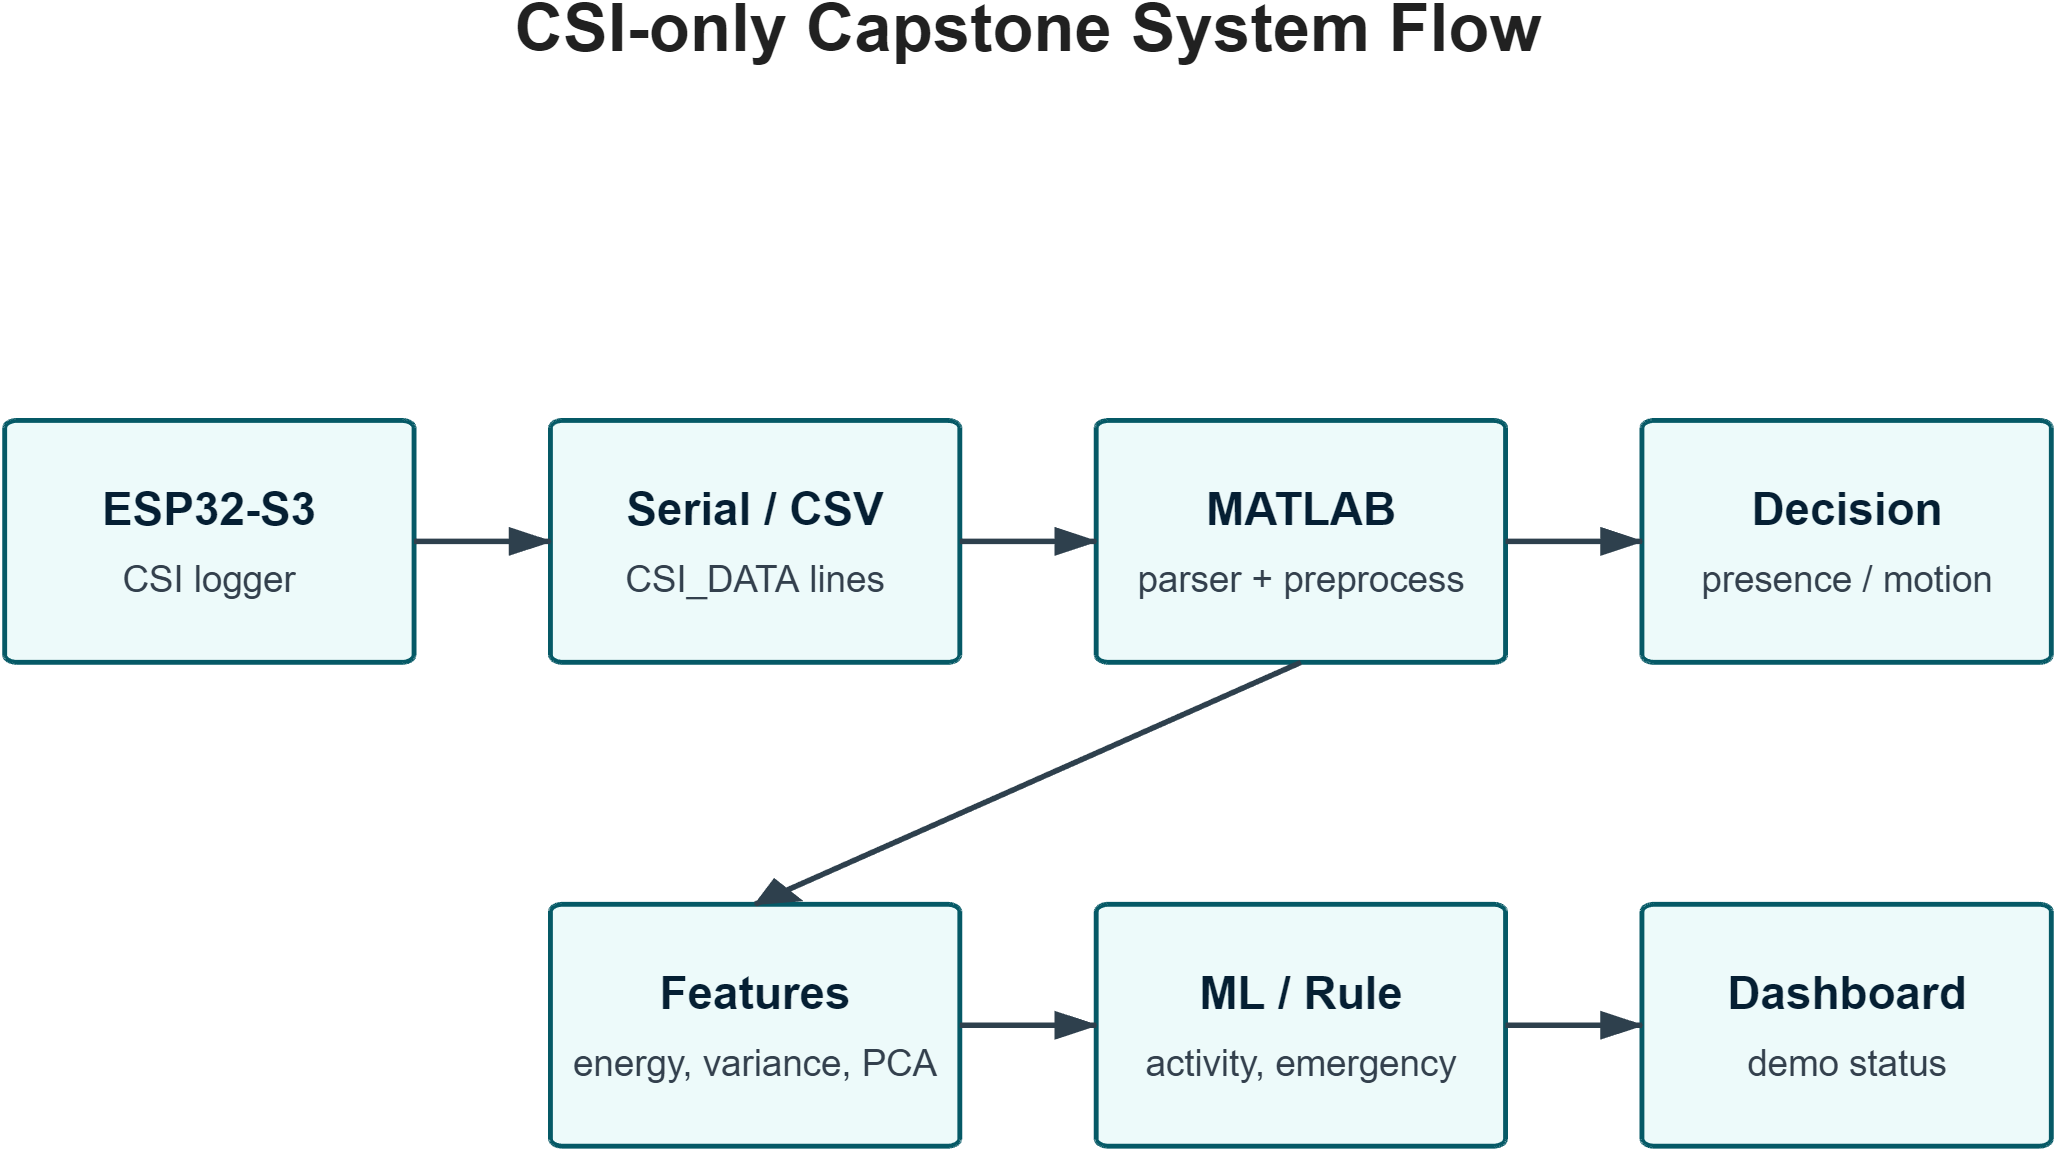 CSI-only Capstone System Flow
ESP32-S3
CSI logger
Serial / CSV
CSI_DATA lines
MATLAB
parser + preprocess
Decision
presence / motion
Features
energy, variance, PCA
ML / Rule
activity, emergency
Dashboard
demo status